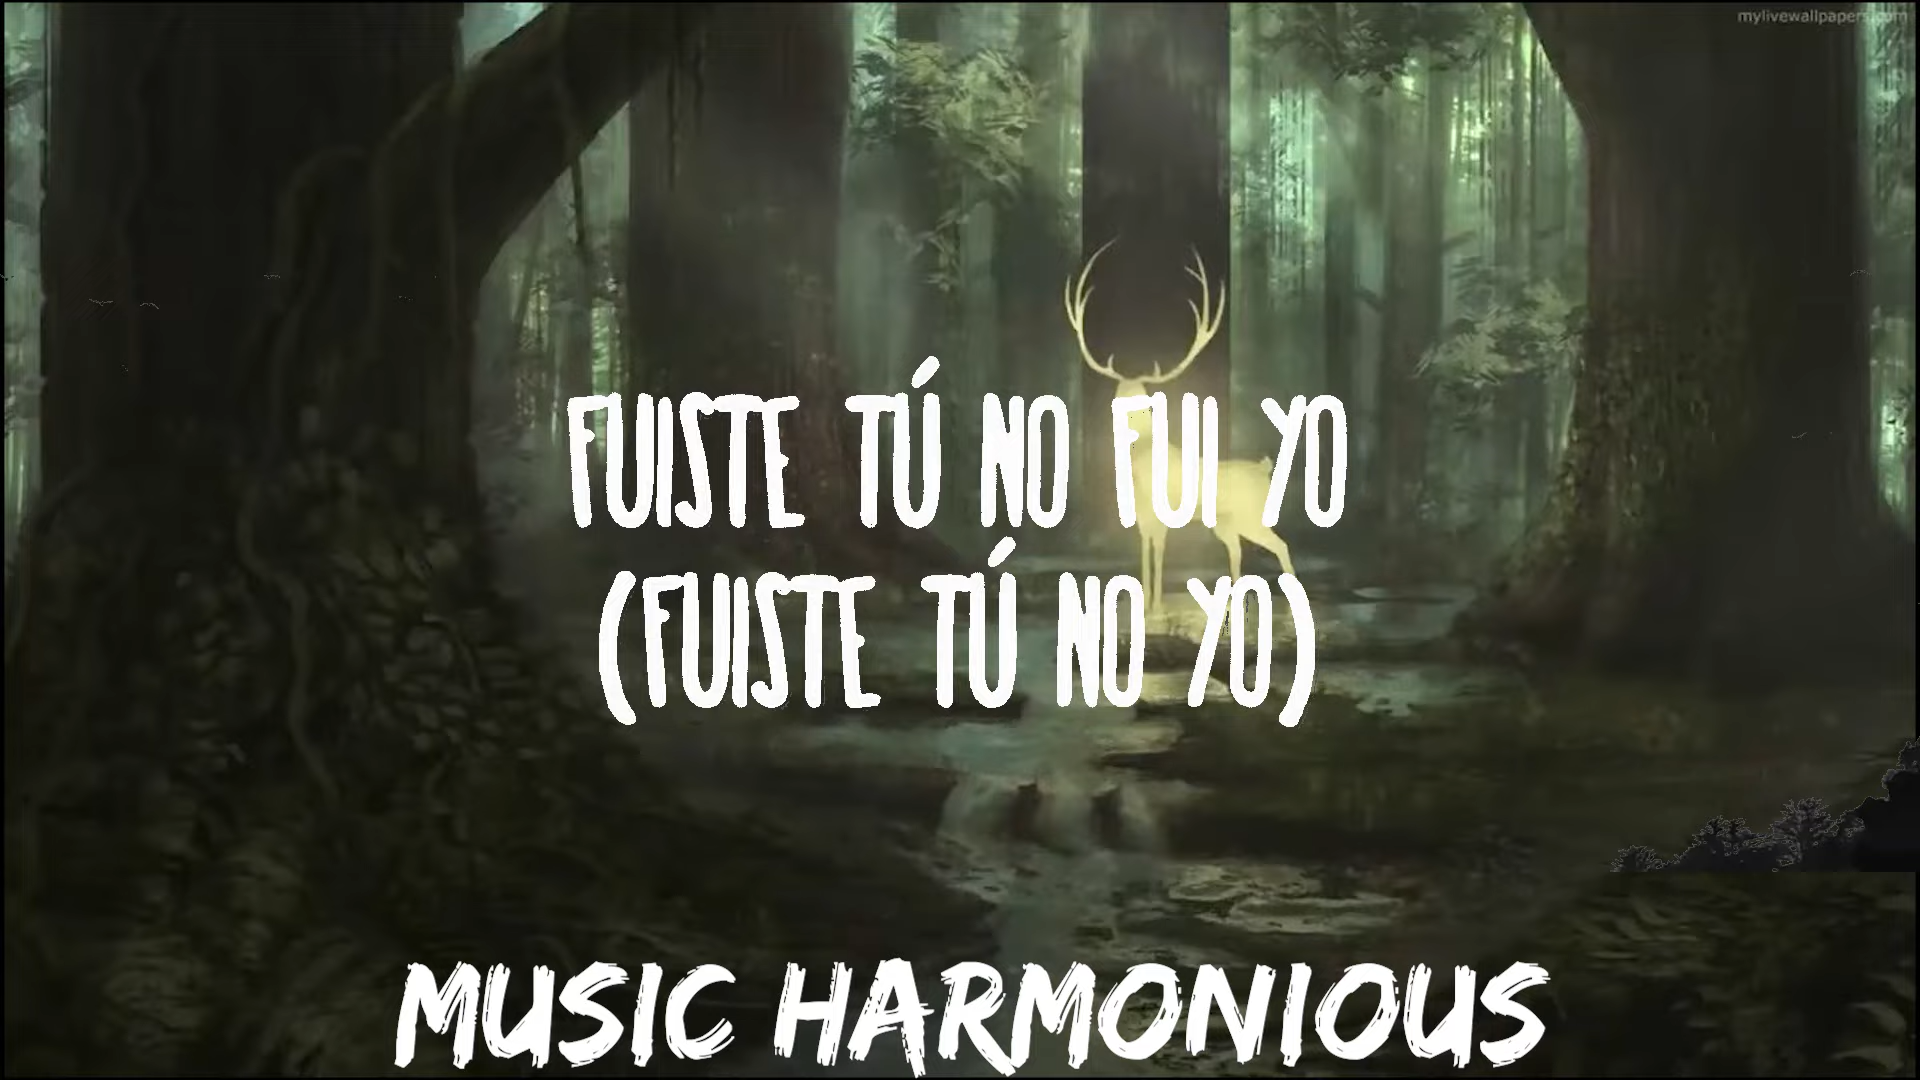 mylivewallpapers.com
FUISTE TÚ NO FUI YO
(FUISTE TÚ NO YO)
MUSIC HARMONIOUS